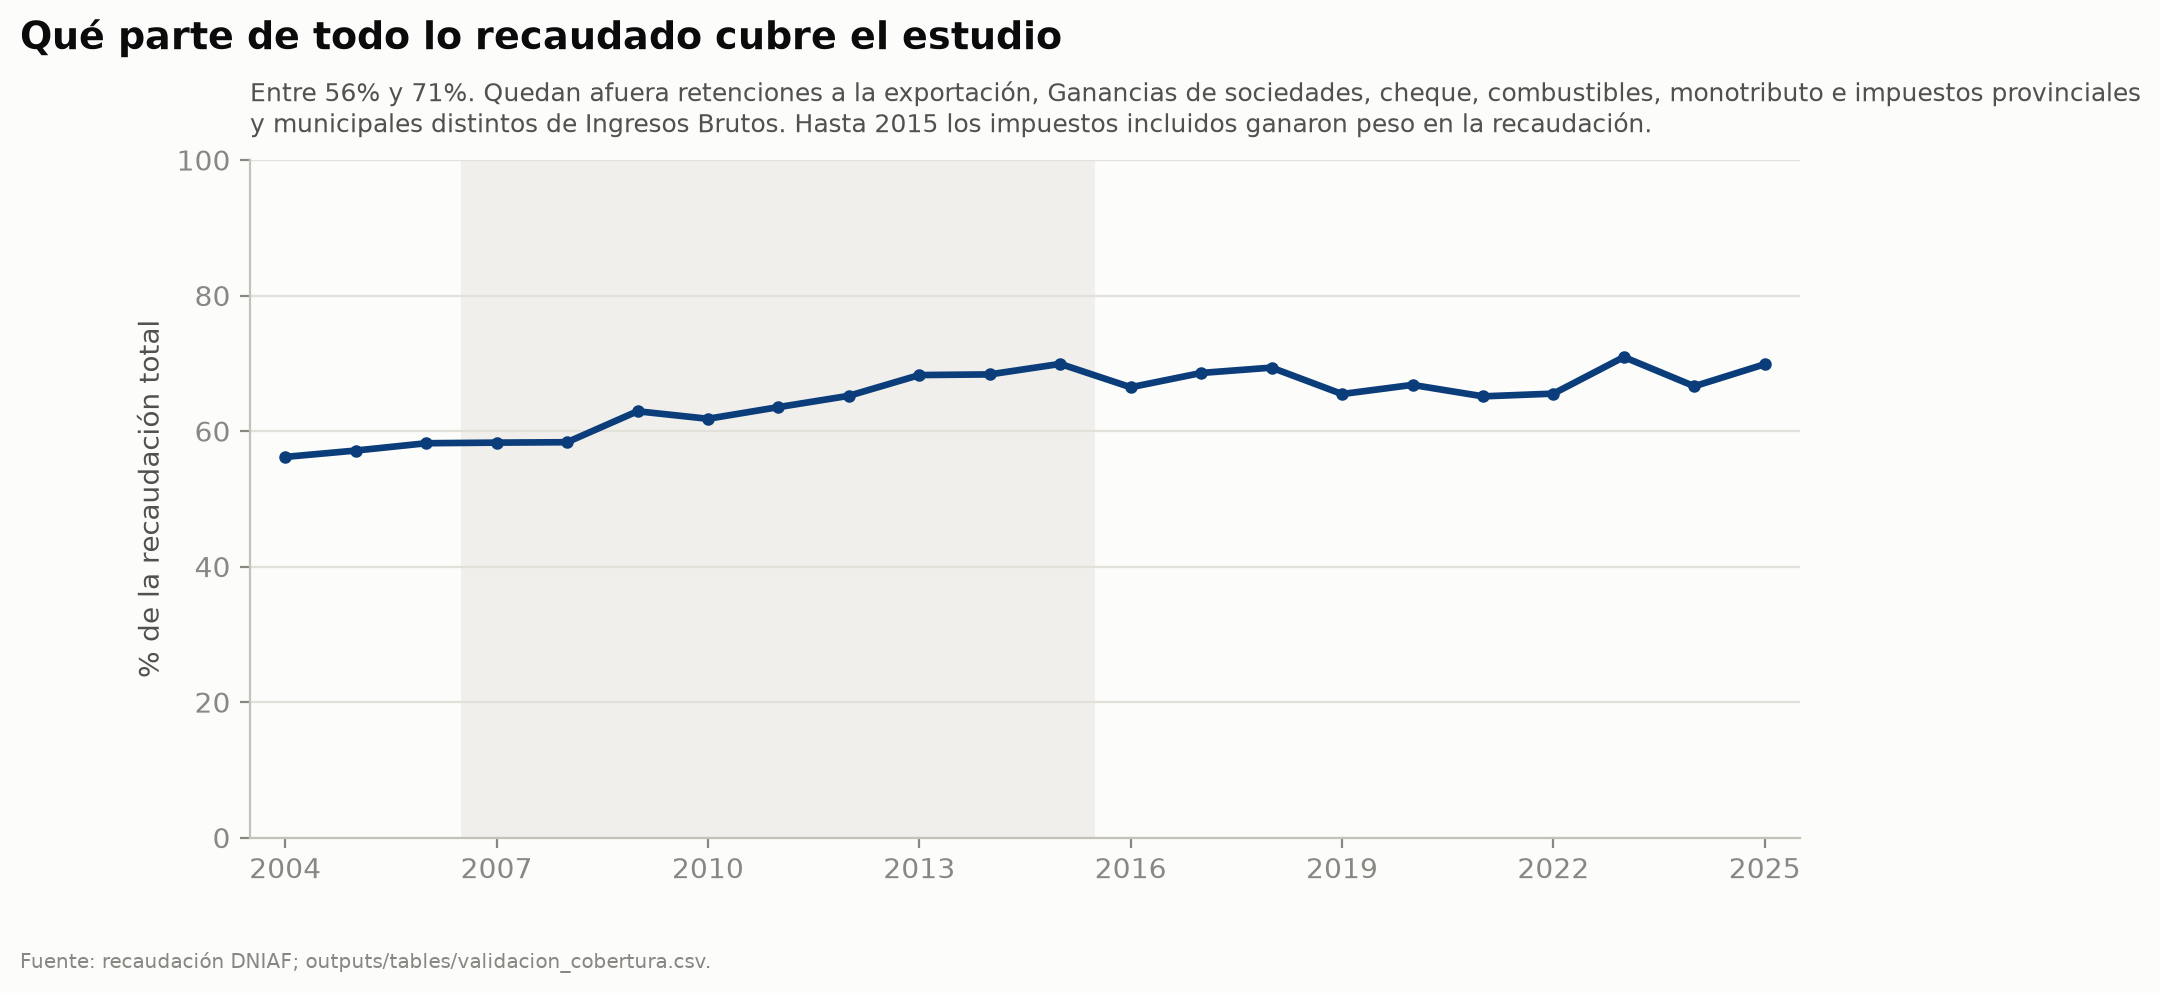 Qué parte de todo lo recaudado cubre el estudio
Entre 56% y 71%. Quedan afuera retenciones a la exportación, Ganancias de sociedades, cheque, combustibles, monotributo e impuestos provinciales
y municipales distintos de Ingresos Brutos. Hasta 2015 los impuestos incluidos ganaron peso en la recaudación.
% de la recaudación total
100
80
60
40
20
0
2004 2007 2010 2013 2016 2019 2022 2025
Fuente: recaudación DNIAF; outputs/tables/validacion_cobertura.csv.